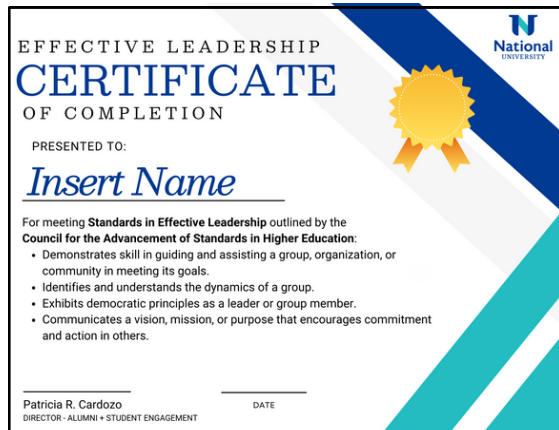 National
UNIVERSITY
EFFECTIVE LEADERSHIP
CERTIFICATE
OF COMPLETION
PRESENTED TO:
Insert Name
For meeting Standards in Effective Leadership outlined by the
Council for the Advancement of Standards in Higher Education:
• Demonstrates skill in guiding and assisting a group, organization, or
community in meeting its goals.
• Identifies and understands the dynamics of a group.
• Exhibits democratic principles as a leader or group member.
• Communicates a vision, mission, or purpose that encourages commitment
and action in others.
Patricia R. Cardozo
DATE
DIRECTOR - ALUMNI + STUDENT ENGAGEMENT